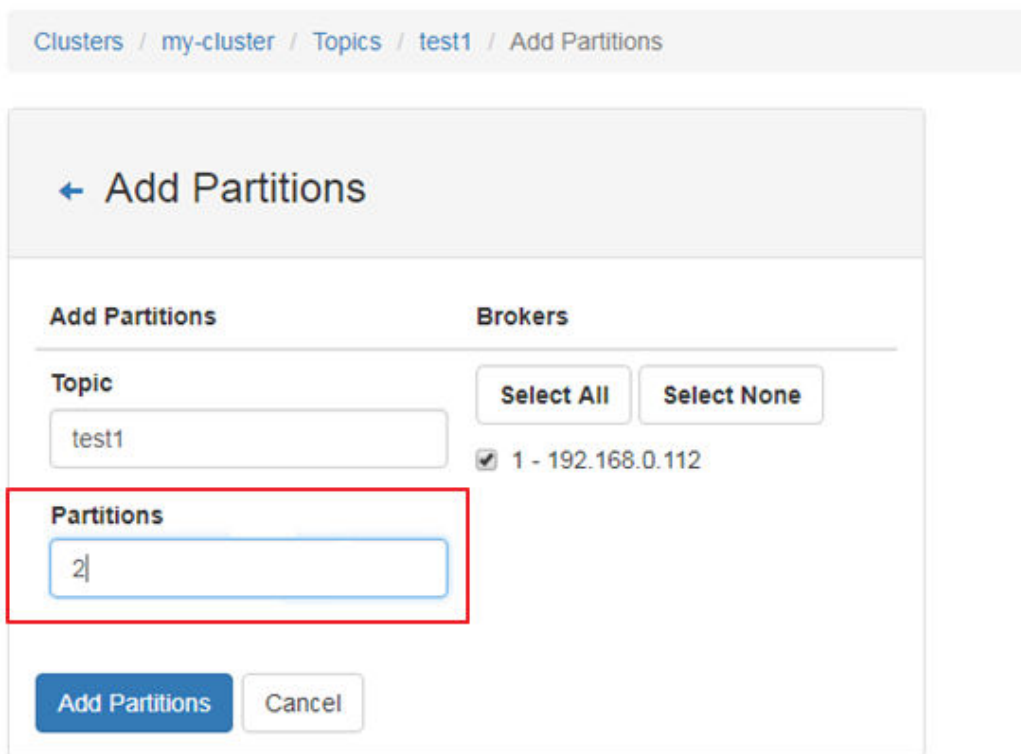 Clusters / my-cluster / Topics / test1 / Add Partitions
← Add Partitions
Add Partitions
Brokers
Topic
Select All
Select None
test1
1 - 192.168.0.112
Partitions
2
Add Partitions
Cancel